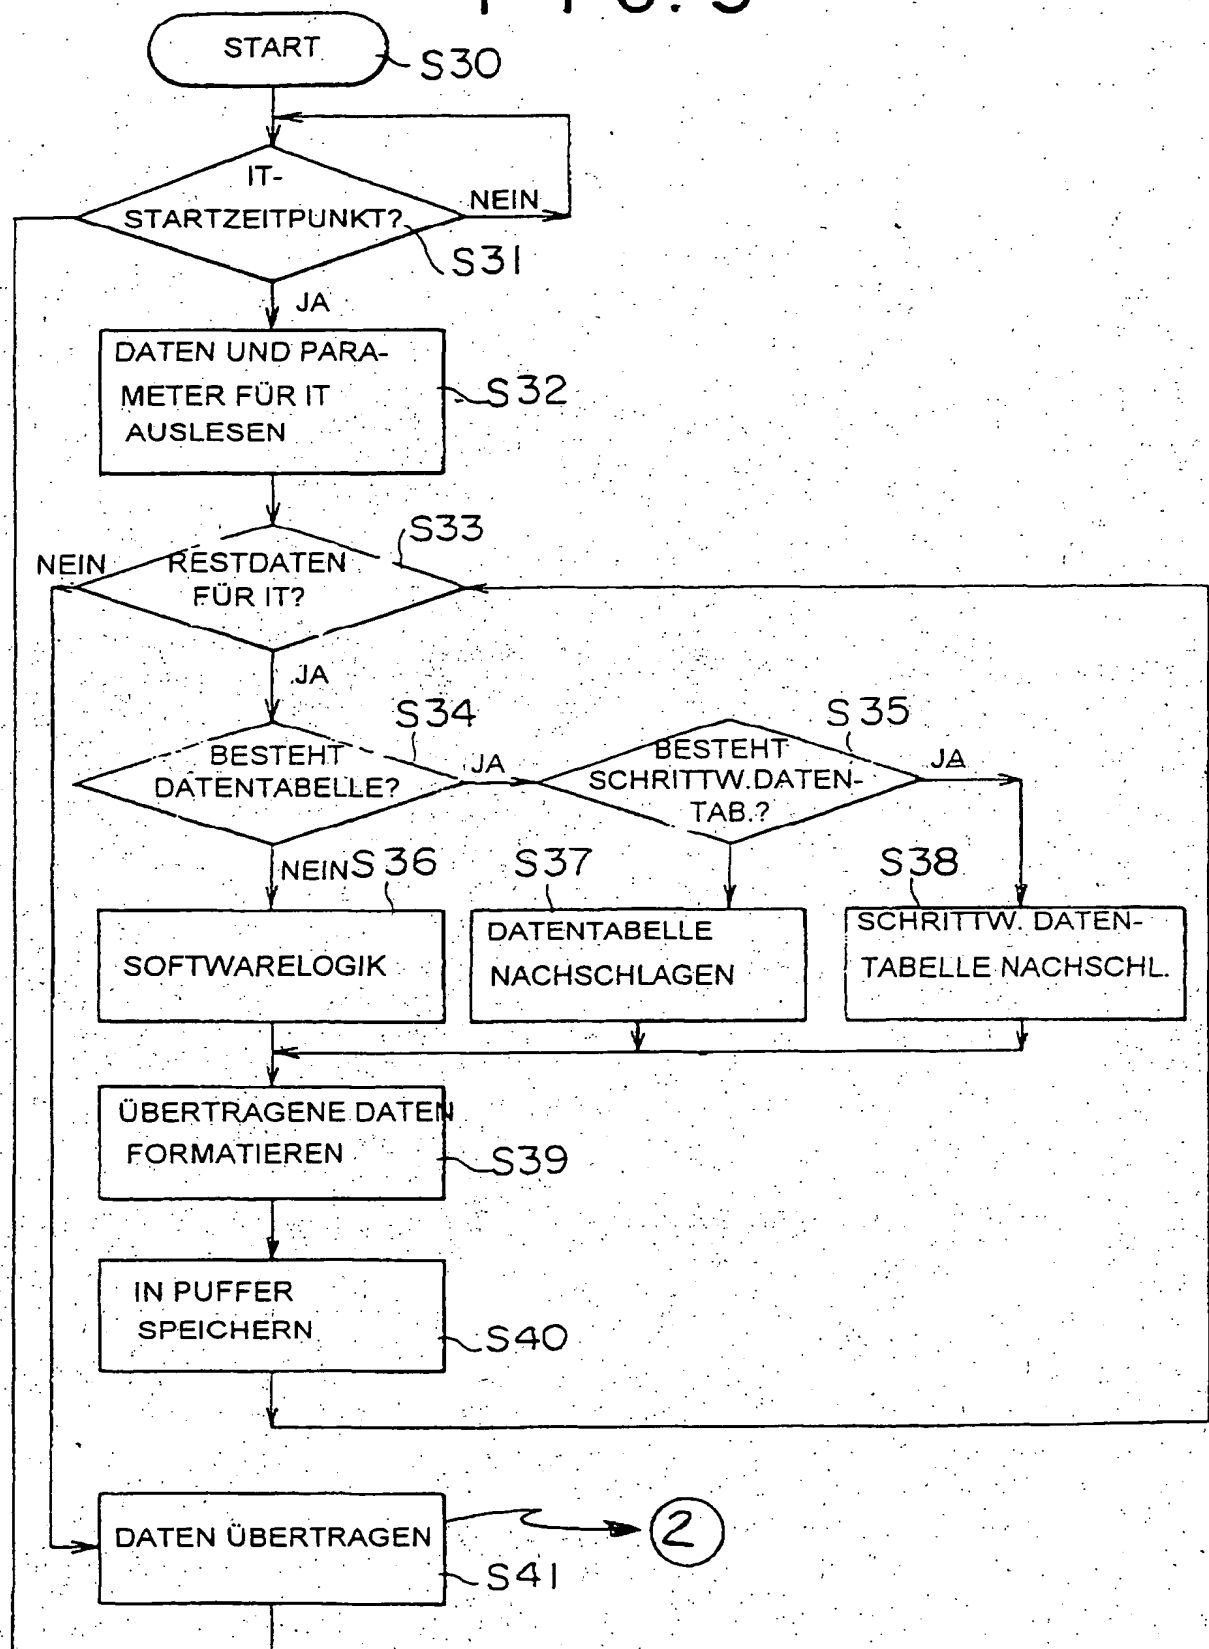 START
S30
IT-
STARTZEITPUNKT?
NEIN
S31
JA
DATEN UND PARA-
METER FÜR IT
AUSLESEN
S32
S33
NEIN
RESTDATEN
FÜR IT?
JA
S34
BESTEHT
DATENTABELLE?
JA
S35
BESTEHT
SCHRITTW.DATEN-
TAB.?
JA
NEIN
S36
SOFTWARELOGIK
S37
DATENTABELLE
NACHSCHLAGEN
S38
SCHRITTW. DATEN-
TABELLE NACHSCHL.
ÜBERTRAGENE DATEN
FORMATIEREN
S39
IN PUFFER
SPEICHERN
S40
DATEN ÜBERTRAGEN
2
S41